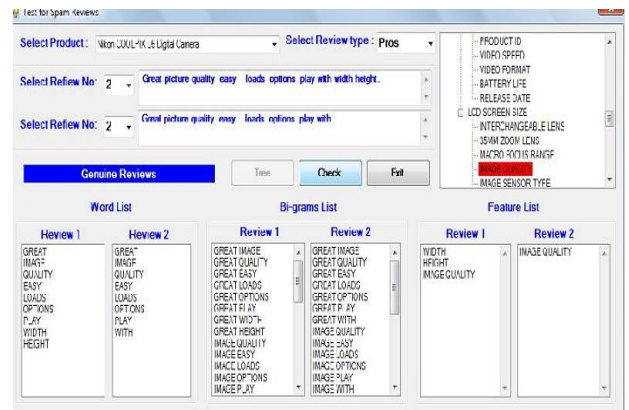 Test for Spam Reviews
Select Product : Nikon COOLPIX L6 Digital Camera
Select Review type : Pros
Select Refiew No: 2
Great picture quality easy loads options play with width height.
Select Refiew No: 2
Great picture quality easy loads options play with
Genuine Reviews
Tree
Check
Exit
PRODUCT ID
VIDEO SPEED
VIDEO FORMAT
BATTERY LIFE
RELEASE DATE
LCD SCREEN SIZE
INTERCHANGEABLE LENS
35MM ZOOM LENS
MACRO FOCUS RANGE
IMAGE QUALITY
IMAGE SENSOR TYPE
Word List
Review 1
GREAT
IMAGE
QUALITY
EASY
LOADS
OPTIONS
PLAY
WIDTH
HEIGHT
Review 2
GREAT
IMAGE
QUALITY
EASY
LOADS
OPTIONS
PLAY
WITH
Bi-grams List
Review 1
GREAT IMAGE
GREAT QUALITY
GREAT EASY
GREAT LOADS
GREAT OPTIONS
GREAT PLAY
GREAT WIDTH
GREAT HEIGHT
IMAGE QUALITY
IMAGE EASY
IMAGE LOADS
IMAGE OPTIONS
IMAGE PLAY
Review 2
GREAT IMAGE
GREAT QUALITY
GREAT EASY
GREAT LOADS
GREAT OPTIONS
GREAT PLAY
GREAT WITH
IMAGE QUALITY
IMAGE EASY
IMAGE LOADS
IMAGE OPTIONS
IMAGE PLAY
IMAGE WITH
Feature List
Review 1
WIDTH
HEIGHT
IMAGE QUALITY
Review 2
IMAGE QUALITY